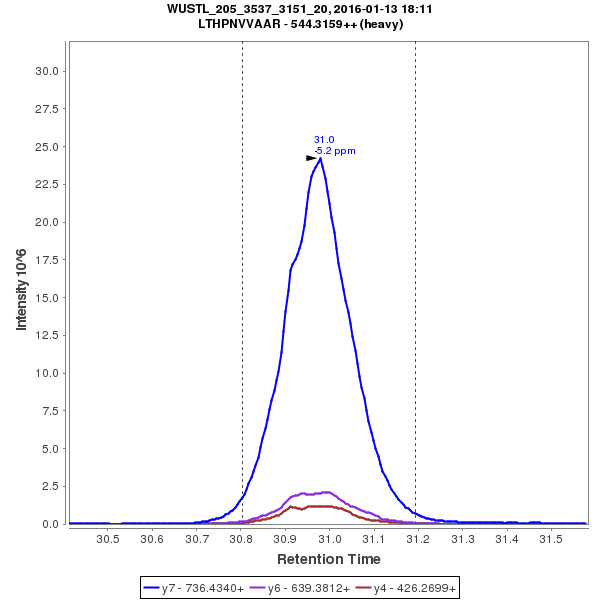 WUSTL_205_3537_3151_20, 2016-01-13 18:11
LTHPNVVAAR - 544.3159++ (heavy)
Intensity 10^6
30.0
27.5
25.0
22.5
20.0
17.5
15.0
12.5
10.0
7.5
5.0
2.5
0.0
31.0
-5.2 ppm
30.5 30.6 30.7 30.8 30.9 31.0 31.1 31.2 31.3 31.4 31.5
Retention Time
y7 - 736.4340+ y6 - 639.3812+ y4 - 426.2699+